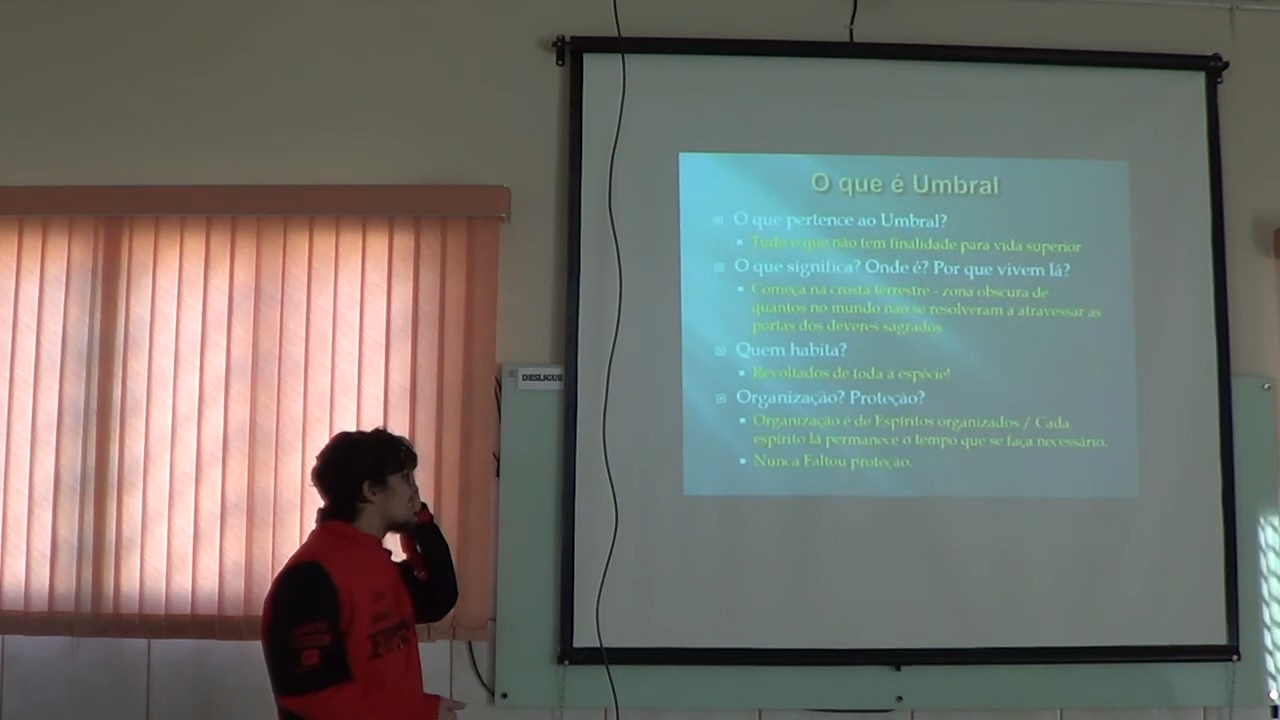 O que é Umbral
O que pertence ao Umbral?
Tudo o que não tem finalidade para vida superior
O que significa? Onde é? Por que vivem lá?
Começa na crosta terrestre - zona obscura de
quantos no mundo não se resolveram a atravessar as
portas dos deveres sagrados
Quem habita?
Revoltados de toda a espécie!
Organização? Proteção?
Organização é de Espíritos organizados / Cada
espírito lá permanece o tempo que se faça necessário.
Nunca Faltou proteção.
DESLIGUE